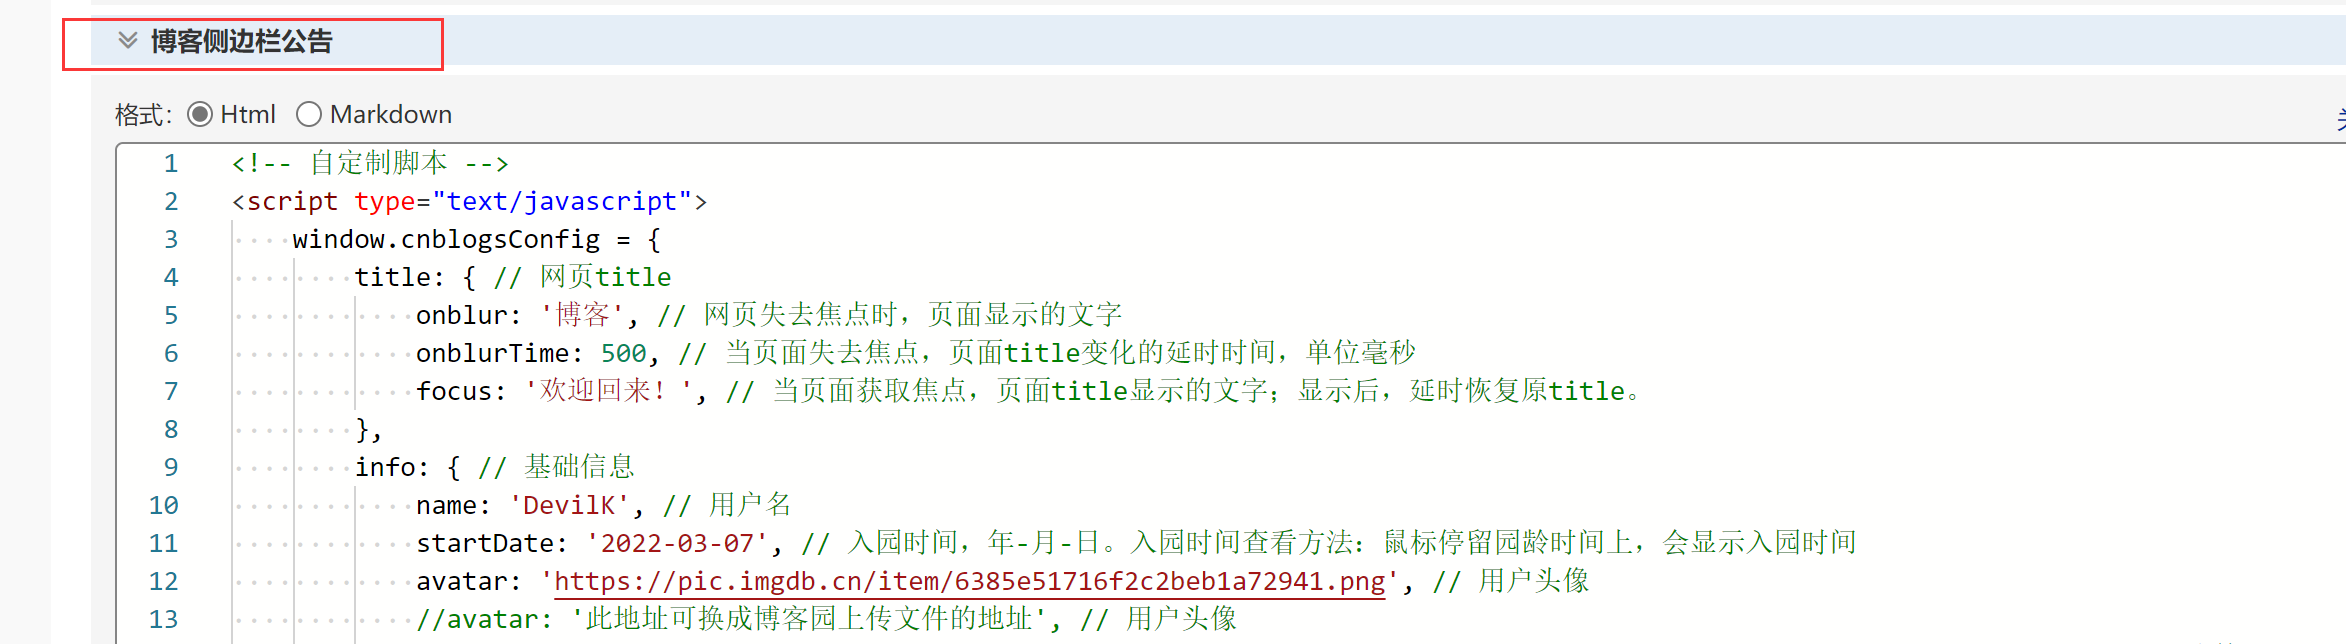 博客侧边栏公告
格式： Html Markdown
1 <!-- 自定制脚本 -->
2 <script type="text/javascript">
3 window.cnblogsConfig = {
4 title: { // 网页title
5 onblur: '博客', // 网页失去焦点时，页面显示的文字
6 onblurTime: 500, // 当页面失去焦点，页面title变化的延时时间，单位毫秒
7 focus: '欢迎回来！', // 当页面获取焦点，页面title显示的文字；显示后，延时恢复原title。
8 },
9 info: { // 基础信息
10 name: 'DevilK', // 用户名
11 startDate: '2022-03-07', // 入园时间，年-月-日。入园时间查看方法：鼠标停留园龄时间上，会显示入园时间
12 avatar: 'https://pic.imgdb.cn/item/6385e51716f2c2beb1a72941.png', // 用户头像
13 //avatar: '此地址可换成博客园上传文件的地址', // 用户头像